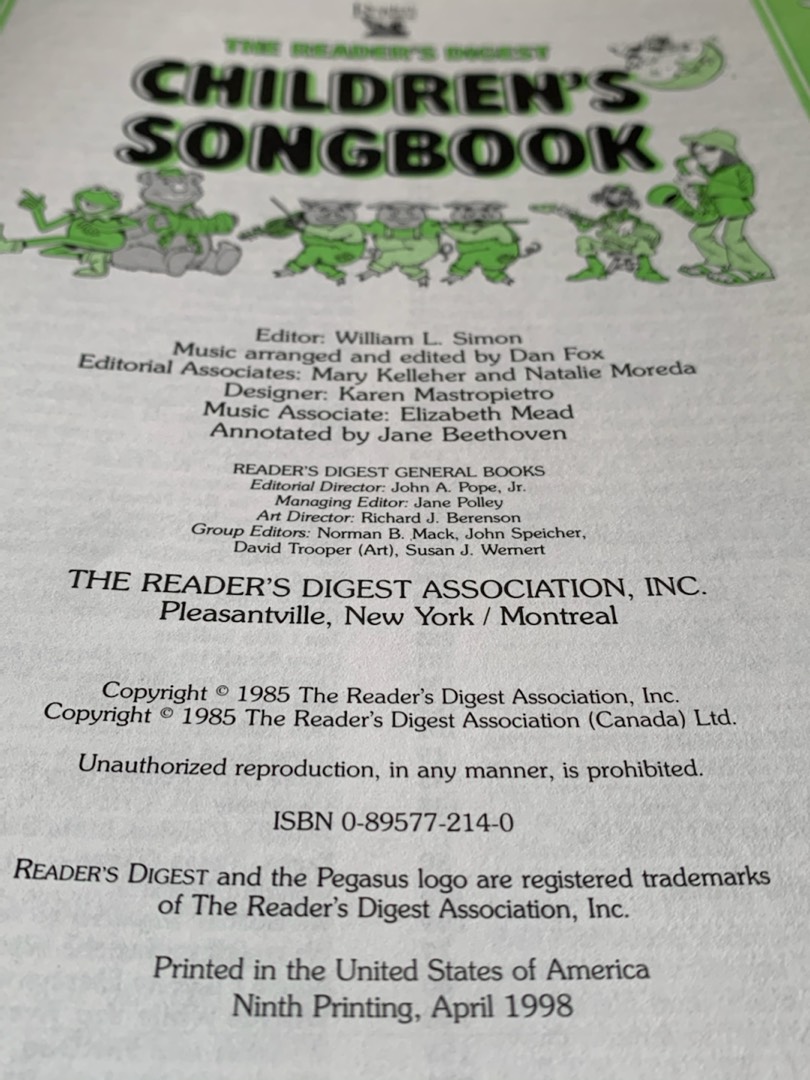 THE READER'S DIGEST
CHILDREN'S
SONGBOOK
Editor: William L. Simon
Music arranged and edited by Dan Fox
Editorial Associates: Mary Kelleher and Natalie Moreda
Designer: Karen Mastropietro
Music Associate: Elizabeth Mead
Annotated by Jane Beethoven
READER'S DIGEST GENERAL BOOKS
Editorial Director: John A. Pope, Jr.
Managing Editor: Jane Polley
Art Director: Richard J. Berenson
Group Editors: Norman B. Mack, John Speicher,
David Trooper (Art), Susan J. Wernert
THE READER'S DIGEST ASSOCIATION, INC.
Pleasantville, New York / Montreal
Copyright © 1985 The Reader's Digest Association, Inc.
Copyright © 1985 The Reader's Digest Association (Canada) Ltd.
Unauthorized reproduction, in any manner, is prohibited.
ISBN 0-89577-214-0
READER'S DIGEST and the Pegasus logo are registered trademarks
of The Reader's Digest Association, Inc.
Printed in the United States of America
Ninth Printing, April 1998